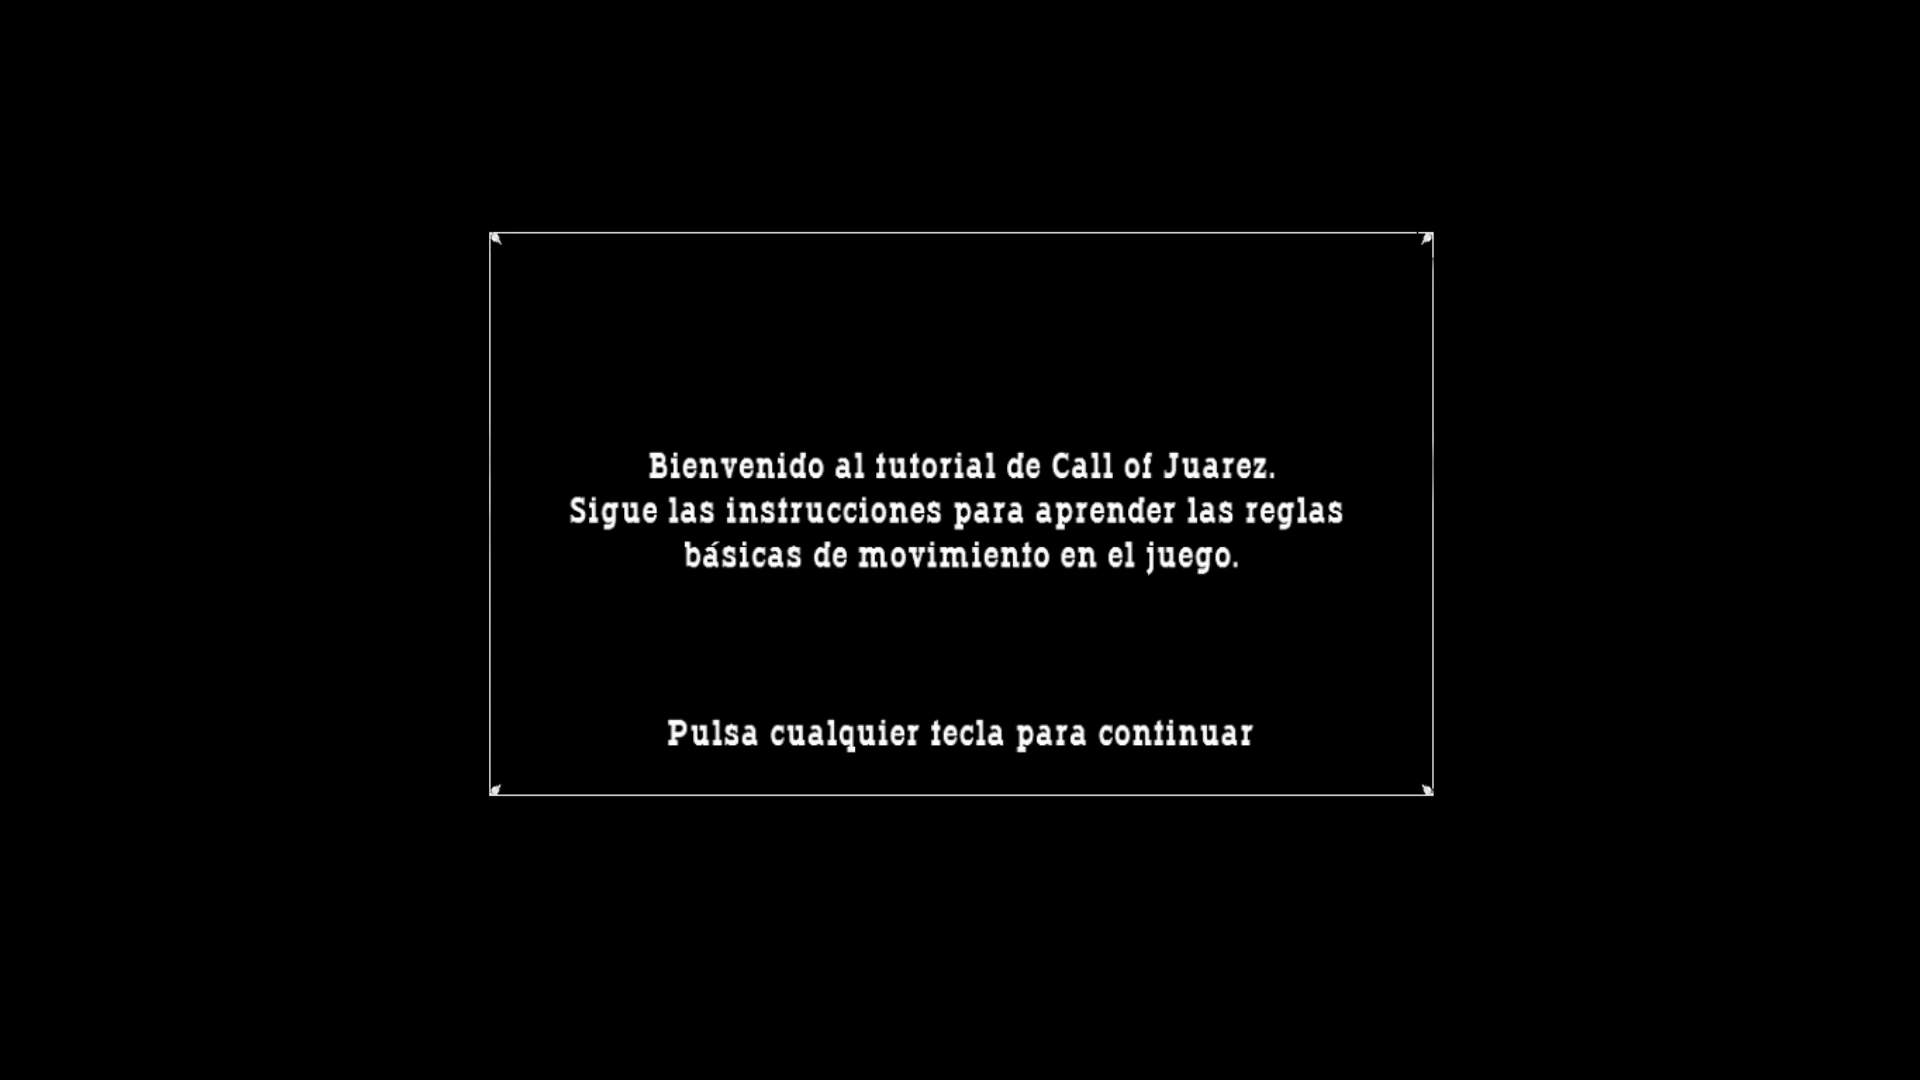 Bienvenido al tutorial de Call of Juarez.
Sigue las instrucciones para aprender las reglas
básicas de movimiento en el juego.
Pulsa cualquier tecla para continuar